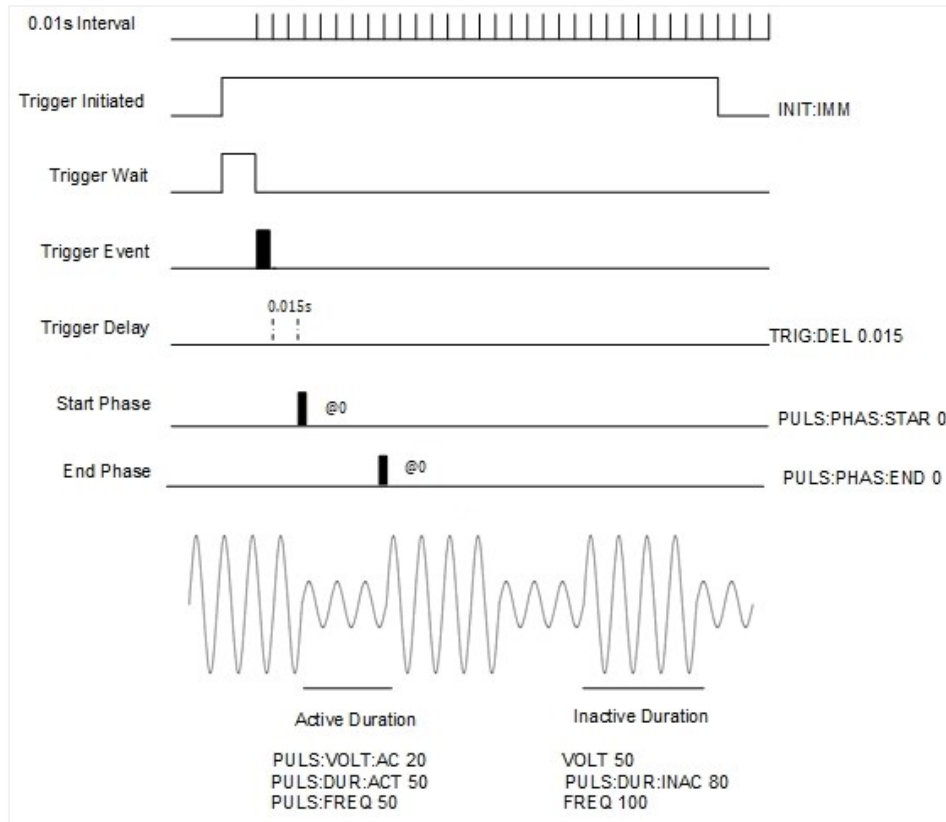 0.01s Interval
Trigger Initiated
INIT:IMM
Trigger Wait
Trigger Event
0.015s
Trigger Delay
TRIG:DEL 0.015
Start Phase
@0
PULS:PHAS:STAR 0
End Phase
@0
PULS:PHAS:END 0
Active Duration
Inactive Duration
PULS:VOLT:AC 20
VOLT 50
PULS:DUR:ACT 50
PULS:DUR:INAC 80
PULS:FREQ 50
FREQ 100